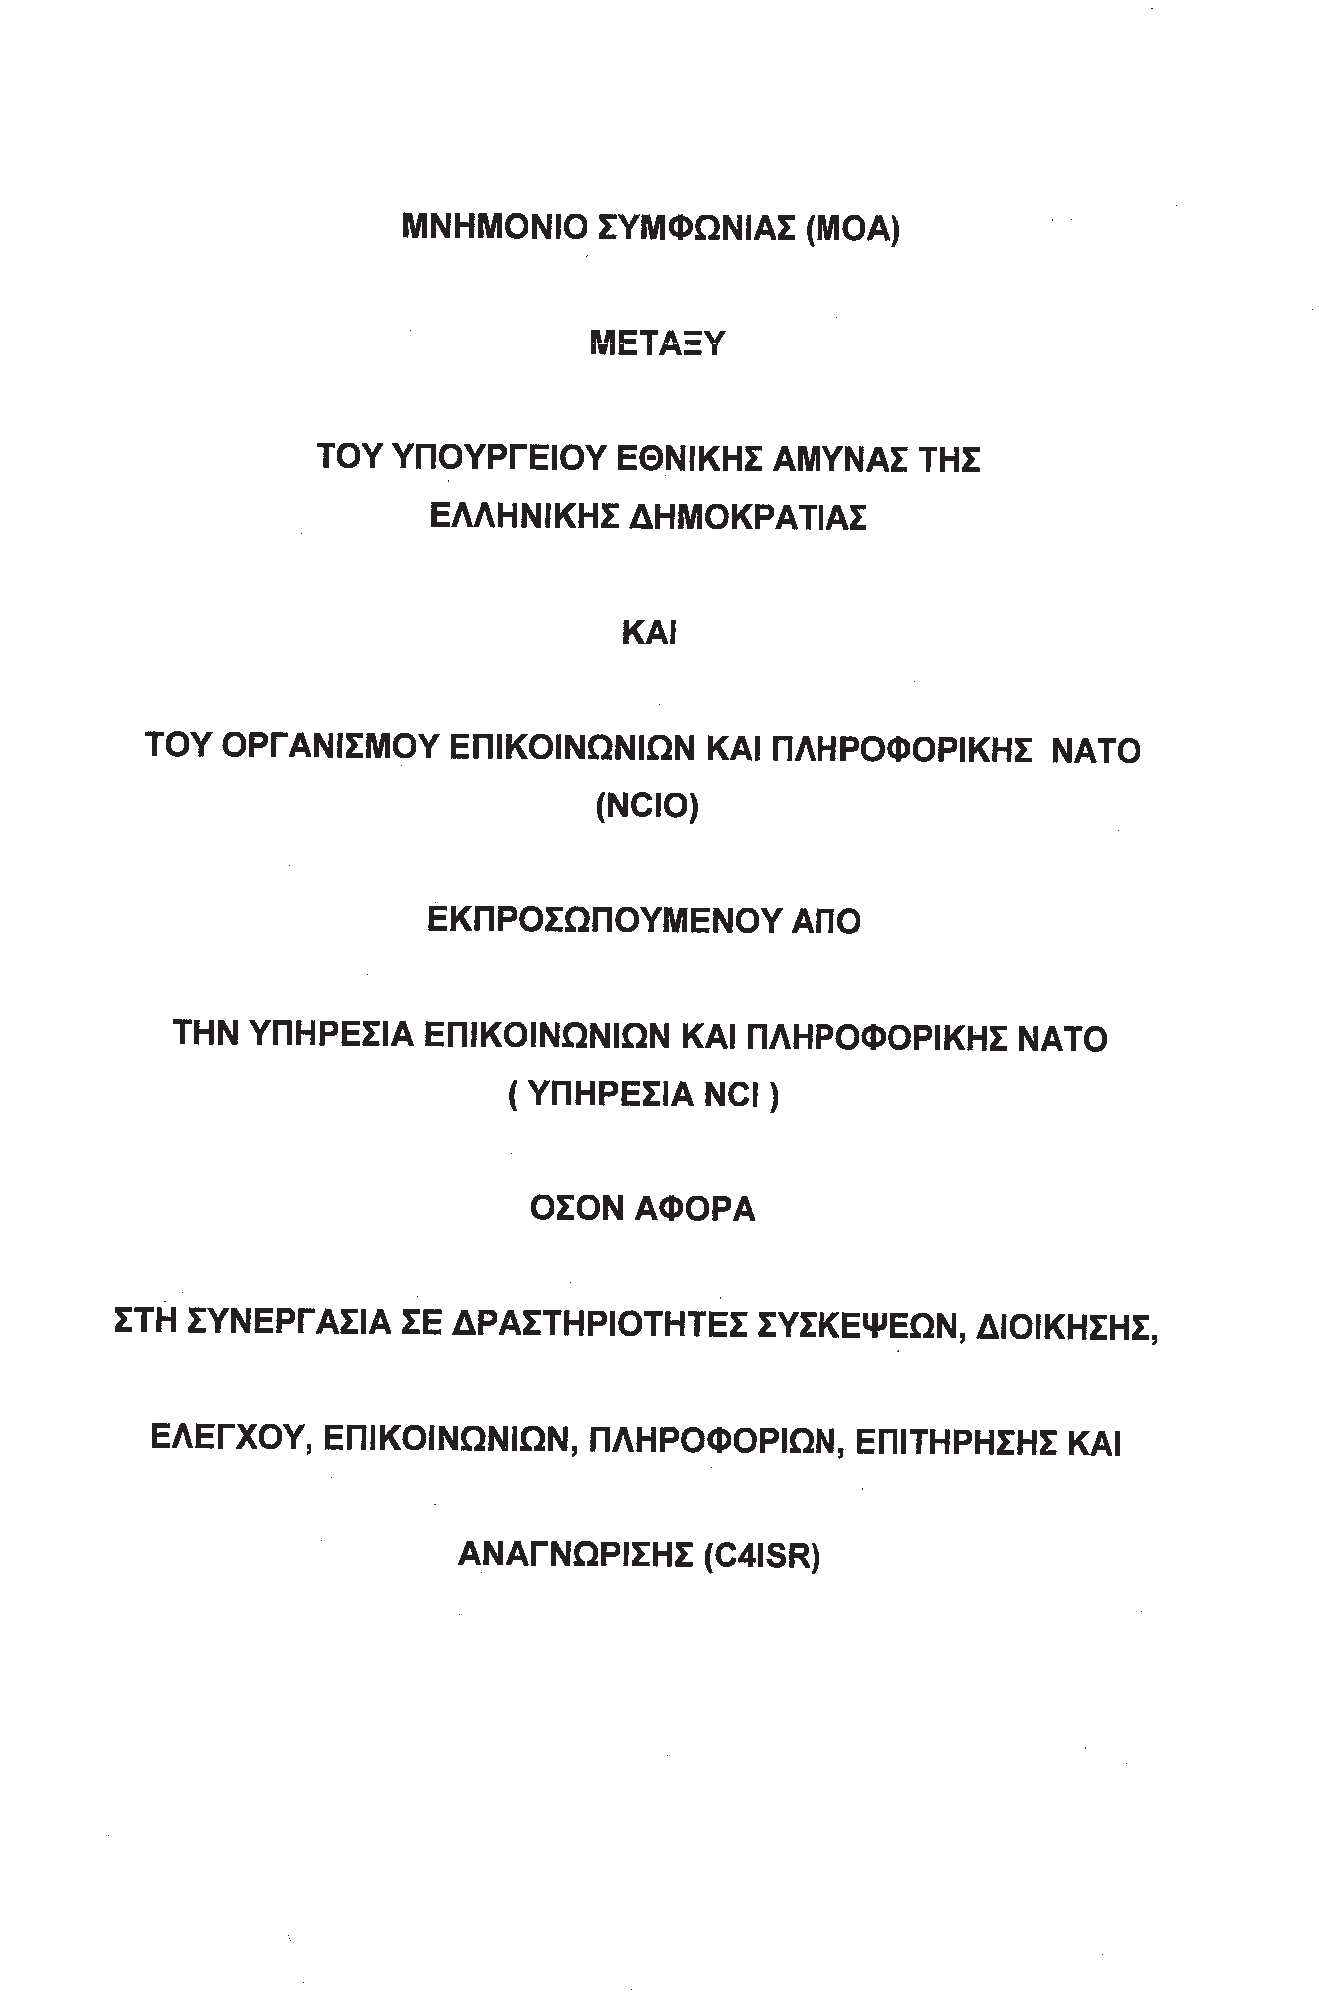 ΜΝΗΜΟΝΙΟ ΣΥΜΦΩΝΙΑΣ (ΜΟΑ)
ΜΕΤΑΞΥ
ΤΟΥ ΥΠΟΥΡΓΕΙΟΥ ΕΘΝΙΚΗΣ ΑΜΥΝΑΣ ΤΗΣ
ΕΛΛΗΝΙΚΗΣ ΔΗΜΟΚΡΑΤΙΑΣ
ΚΑΙ
ΤΟΥ ΟΡΓΑΝΙΣΜΟΥ ΕΠΙΚΟΙΝΩΝΙΩΝ ΚΑΙ ΠΛΗΡΟΦΟΡΙΚΗΣ ΝΑΤΟ
(NCIO)
ΕΚΠΡΟΣΩΠΟΥΜΕΝΟΥ ΑΠΟ
ΤΗΝ ΥΠΗΡΕΣΙΑ ΕΠΙΚΟΙΝΩΝΙΩΝ ΚΑΙ ΠΛΗΡΟΦΟΡΙΚΗΣ ΝΑΤΟ
( ΥΠΗΡΕΣΙΑ NCI )
ΟΣΟΝ ΑΦΟΡΑ
ΣΤΗ ΣΥΝΕΡΓΑΣΙΑ ΣΕ ΔΡΑΣΤΗΡΙΟΤΗΤΕΣ ΣΥΣΚΕΨΕΩΝ, ΔΙΟΙΚΗΣΗΣ,
ΕΛΕΓΧΟΥ, ΕΠΙΚΟΙΝΩΝΙΩΝ, ΠΛΗΡΟΦΟΡΙΩΝ, ΕΠΙΤΗΡΗΣΗΣ ΚΑΙ
ΑΝΑΓΝΩΡΙΣΗΣ (C4ISR)